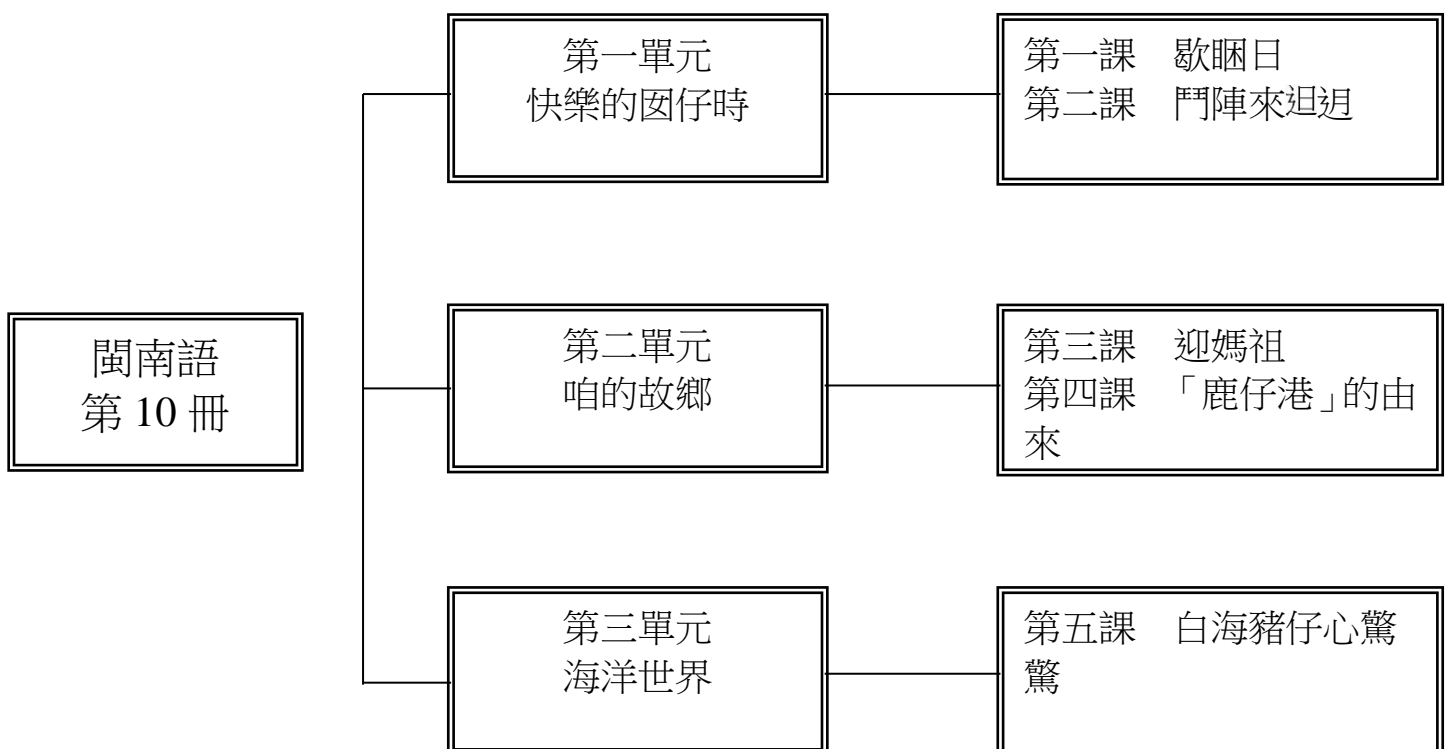 閩南語
第 10 冊
第一單元
快樂的囡仔時
第一課　歇睏日
第二課　鬥陣來𨑨迌
第二單元
咱的故鄉
第三課　迎媽祖
第四課　「鹿仔港」的由
來
第三單元
海洋世界
第五課　白海豬仔心驚
驚